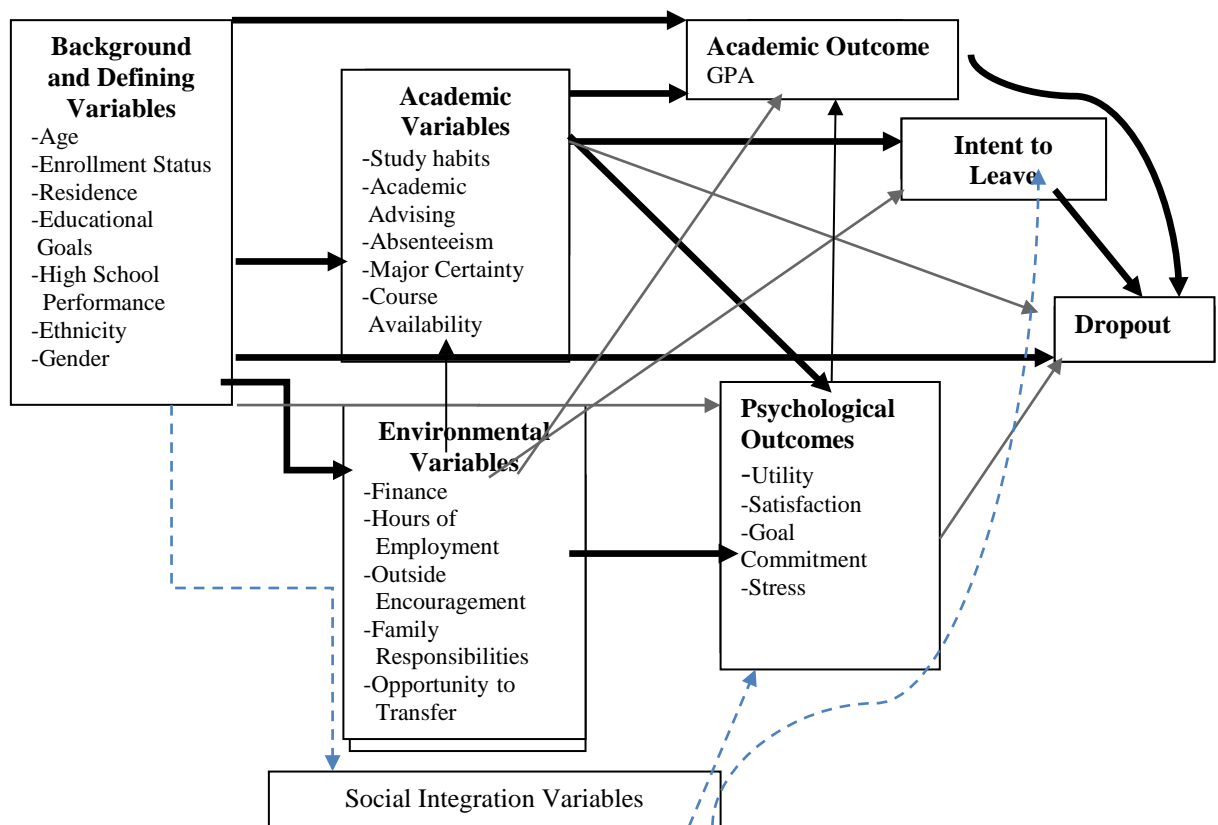 Background
and Defining
Variables
-Age
-Enrollment Status
-Residence
-Educational
Goals
-High School
Performance
-Ethnicity
-Gender
Academic
Variables
-Study habits
-Academic
Advising
-Absenteeism
-Major Certainty
-Course
Availability
Environmental
Variables
-Finance
-Hours of
Employment
-Outside
Encouragement
-Family
Responsibilities
-Opportunity to
Transfer
Social Integration Variables
Academic Outcome
GPA
Intent to
Leave
Dropout
Psychological
Outcomes
-Utility
-Satisfaction
-Goal
Commitment
-Stress